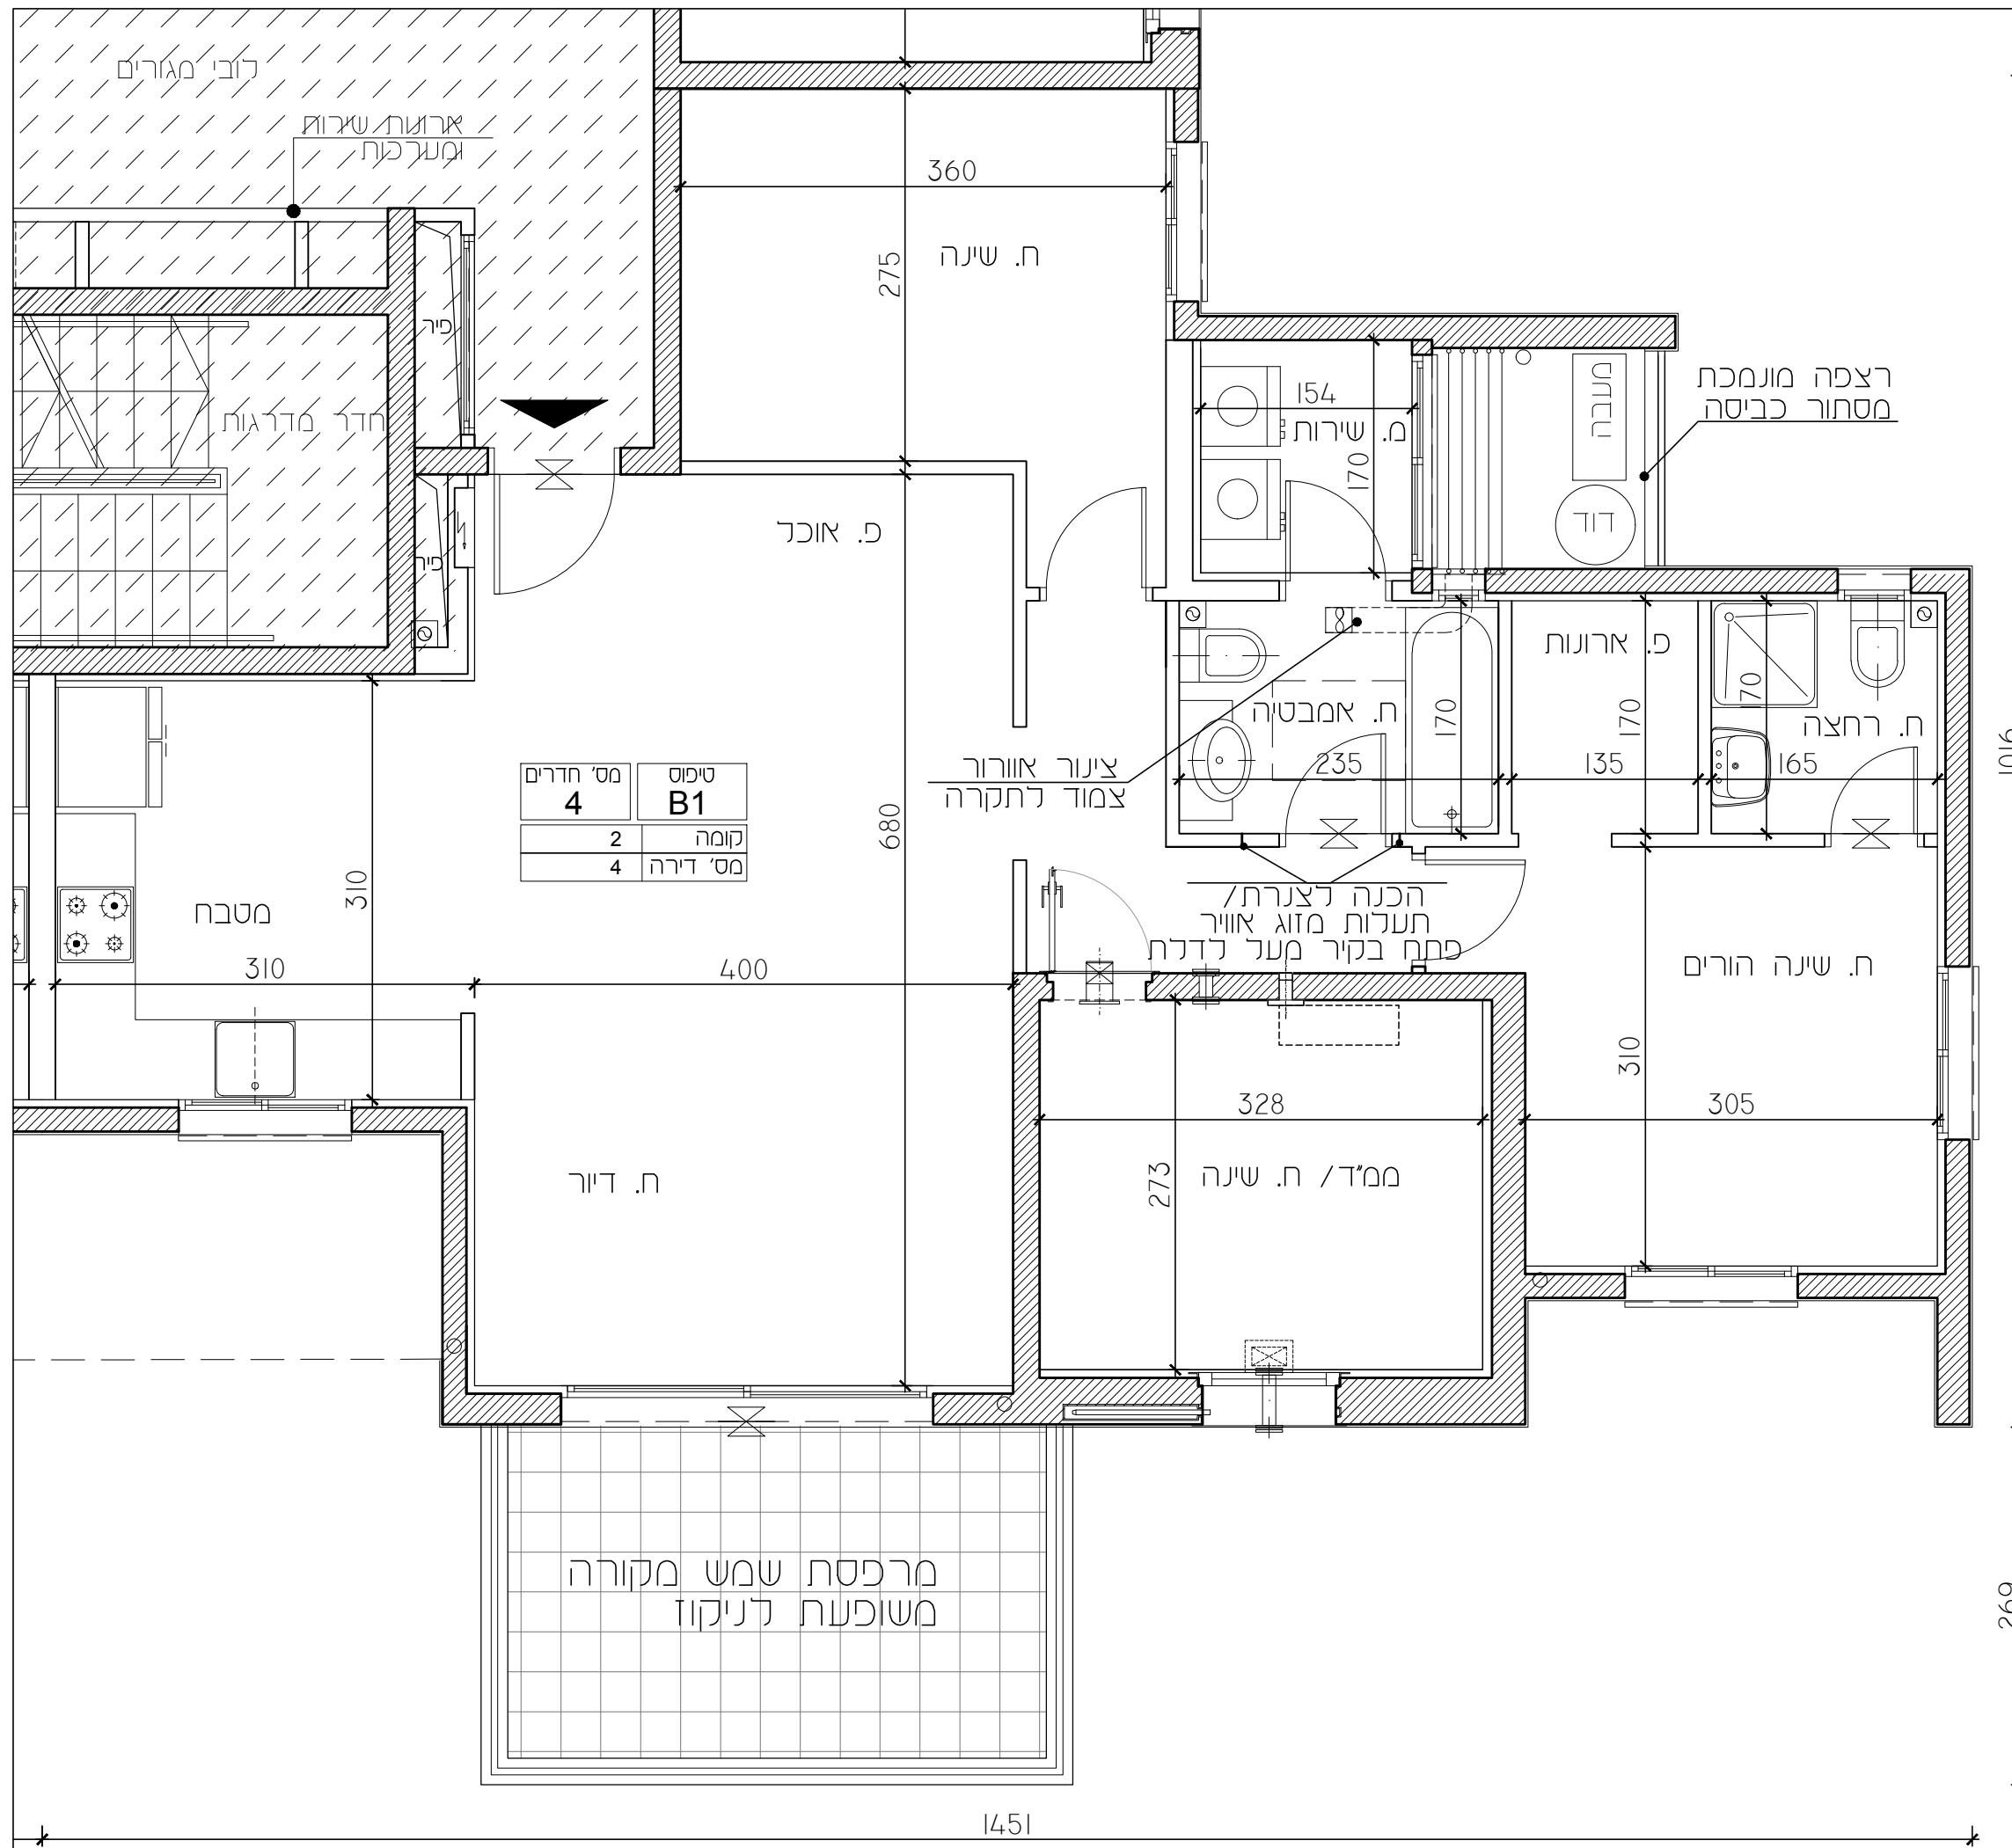 לובי מגורים
ארונות שירות
ומערכות
360
275
ח. שינה
פיר
חדר מדרגות
154
מ. שירות
170
מעבה
דוד
רצפה מונמכת
מסתור כביסה
פ. אוכל
פיר
פ. ארונות
170
ח. רחצה
170
165
135
ח. אמבטיה
170
235
צינור אוורור
צמוד לתקרה
טיפוס
B1
מס' חדרים
4
קומה 2
מס' דירה 4
680
310
מטבח
310
400
הכנה לצנרת/
תעלות מזוג אוויר
פתח בקיר מעל לדלת
ח. שינה הורים
310
305
328
273
ממ"ד/ ח. שינה
ח. דיור
מרפסת שמש מקורה
משופעת לניקוז
1016
269
1451